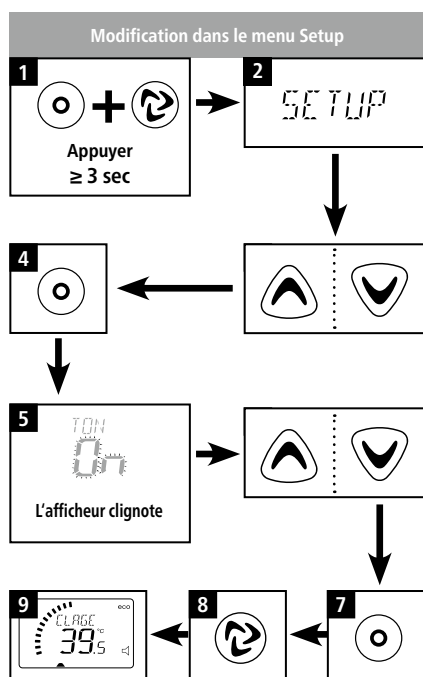 Modification dans le menu Setup
1
Appuyer
≥ 3 sec
2
SETUP
4
5
TON
On
L'afficheur clignote
7
8
9
eco
CLAGE
39.5 °C